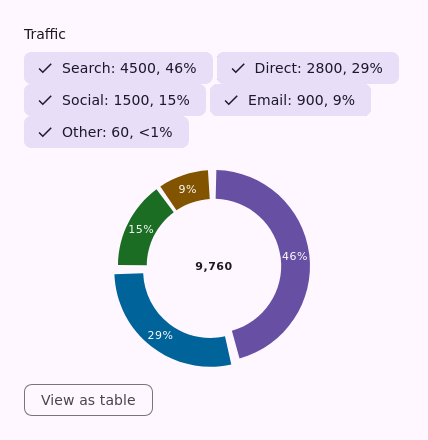 Traffic
Search: 4500, 46%
Direct: 2800, 29%
Social: 1500, 15%
Email: 900, 9%
Other: 60, <1%
9%
15%
46%
9,760
29%
View as table